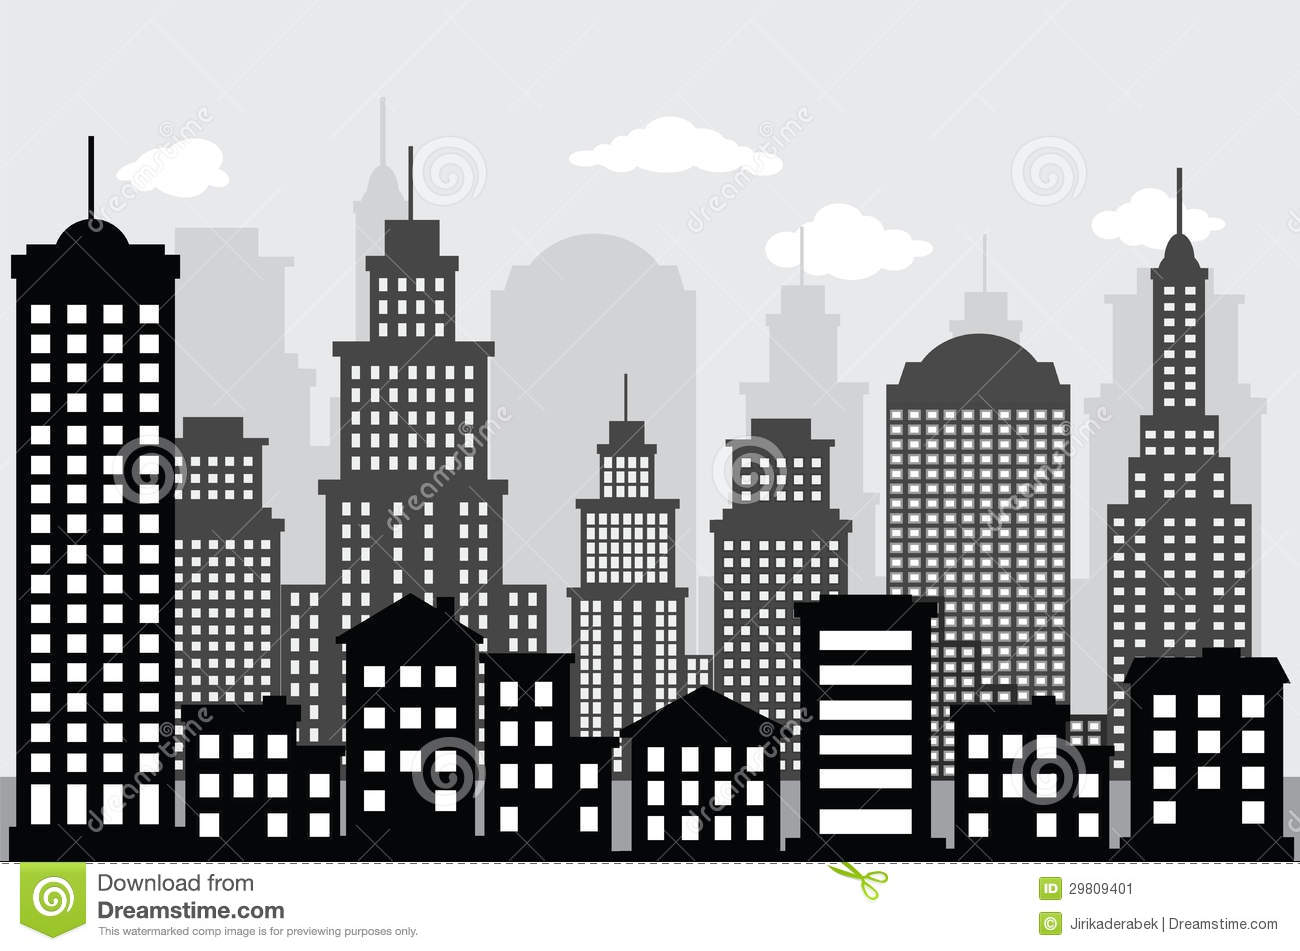 Download from
Dreamstime.com
This watermarked comp image is for previewing purposes only.
ID 29809401
© Jirikaderabek | Dreamstime.com